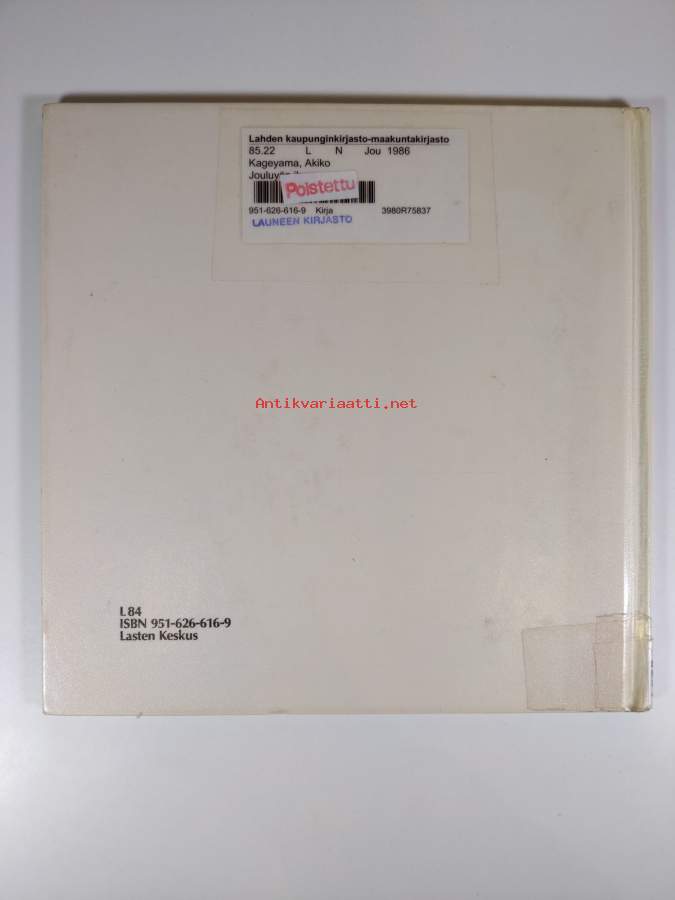 Lahden kaupunginkirjasto-maakuntakirjasto
85.22 L N Jou 1986
Kageyama, Akiko
Poistettu
951-626-616-9 Kirja 3980R75837
LAUNEEN KIRJASTO
Antikvariaatti.net
L 84
ISBN 951-626-616-9
Lasten Keskus